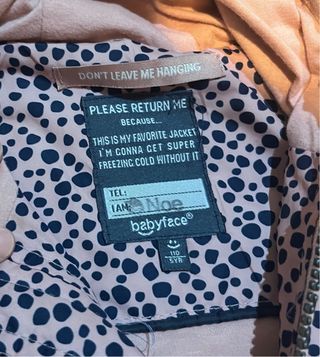 DON'T LEAVE ME HANGING
PLEASE RETURN ME
BECAUSE...
THIS IS MY FAVORITE JACKET
I'M GONNA GET SUPER
FREEZING COLD WITHOUT IT
TEL:
I AM: Noe
babyface®
110
5YR